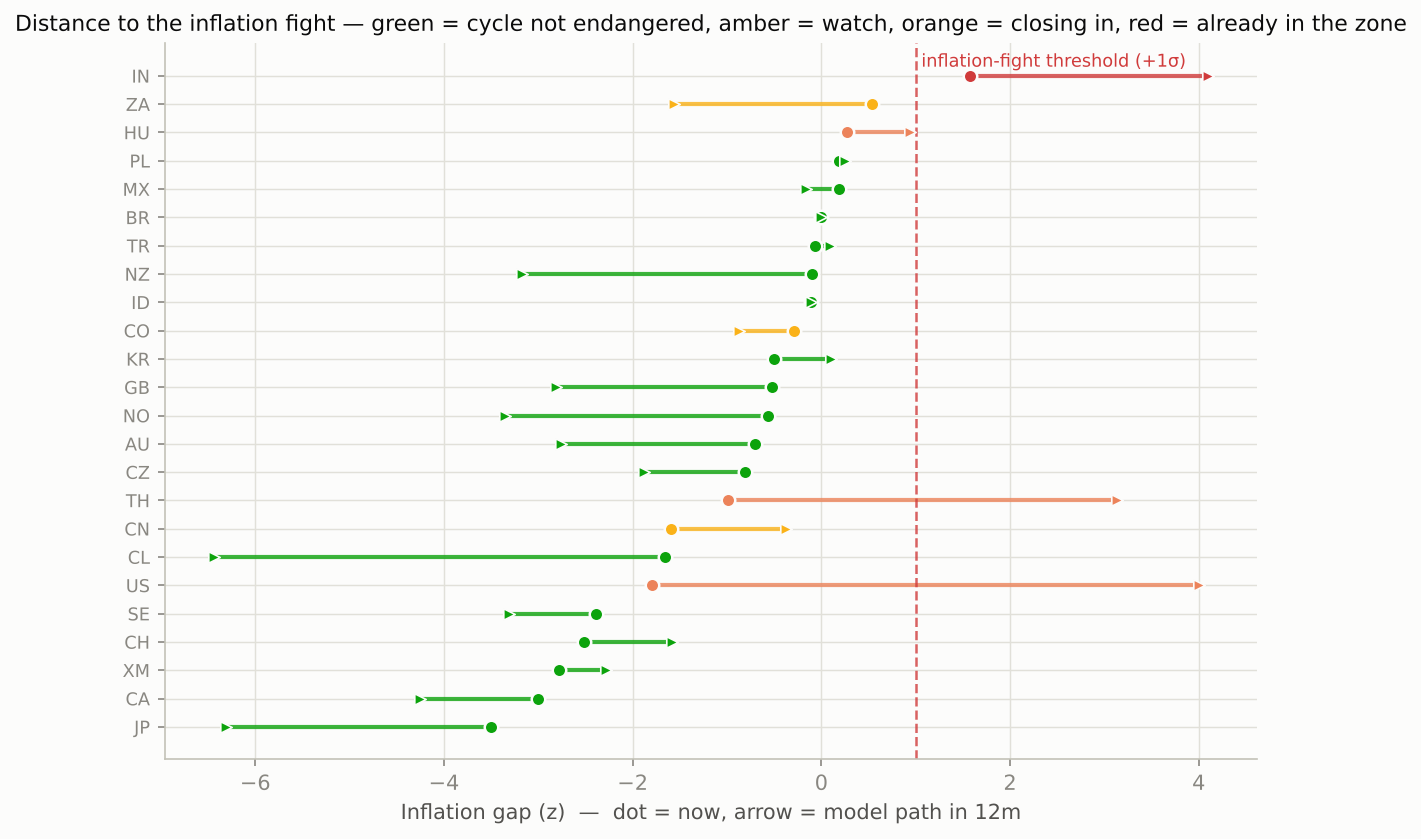 Distance to the inflation fight — green = cycle not endangered, amber = watch, orange = closing in, red = already in the zone
inflation-fight threshold (+1σ)
IN
ZA
HU
PL
MX
BR
TR
NZ
ID
CO
KR
GB
NO
AU
CZ
TH
CN
CL
US
SE
CH
XM
CA
JP
−6
−4
−2
0
2
4
Inflation gap (z) — dot = now, arrow = model path in 12m